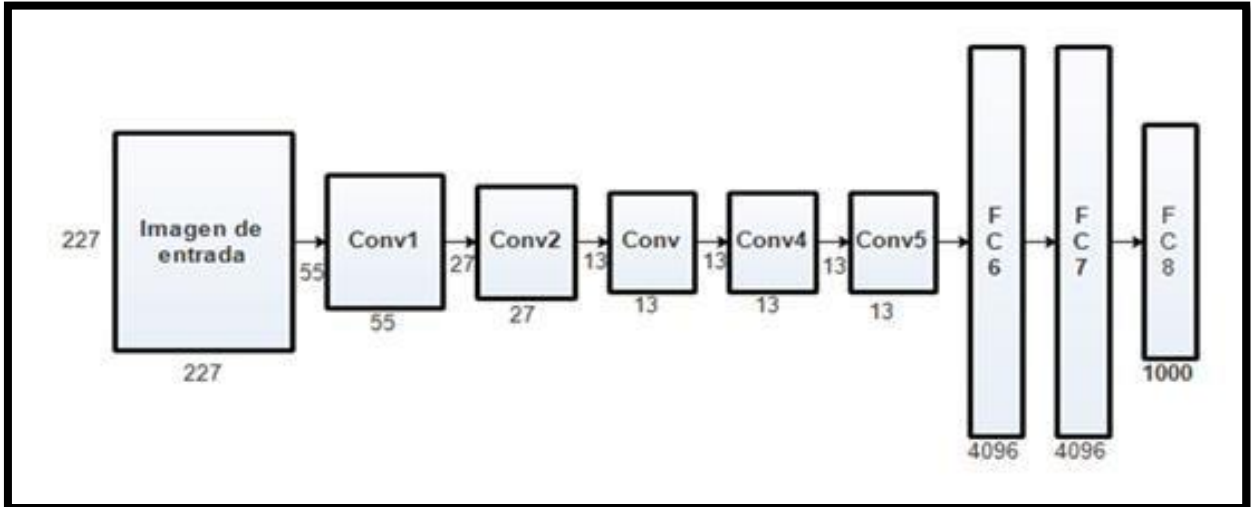 227
Imagen de
entrada
227
55
Conv1
55
27
Conv2
27
13
Conv
13
13
Conv4
13
13
Conv5
13
F
C
6
4096
F
C
7
4096
F
C
8
1000